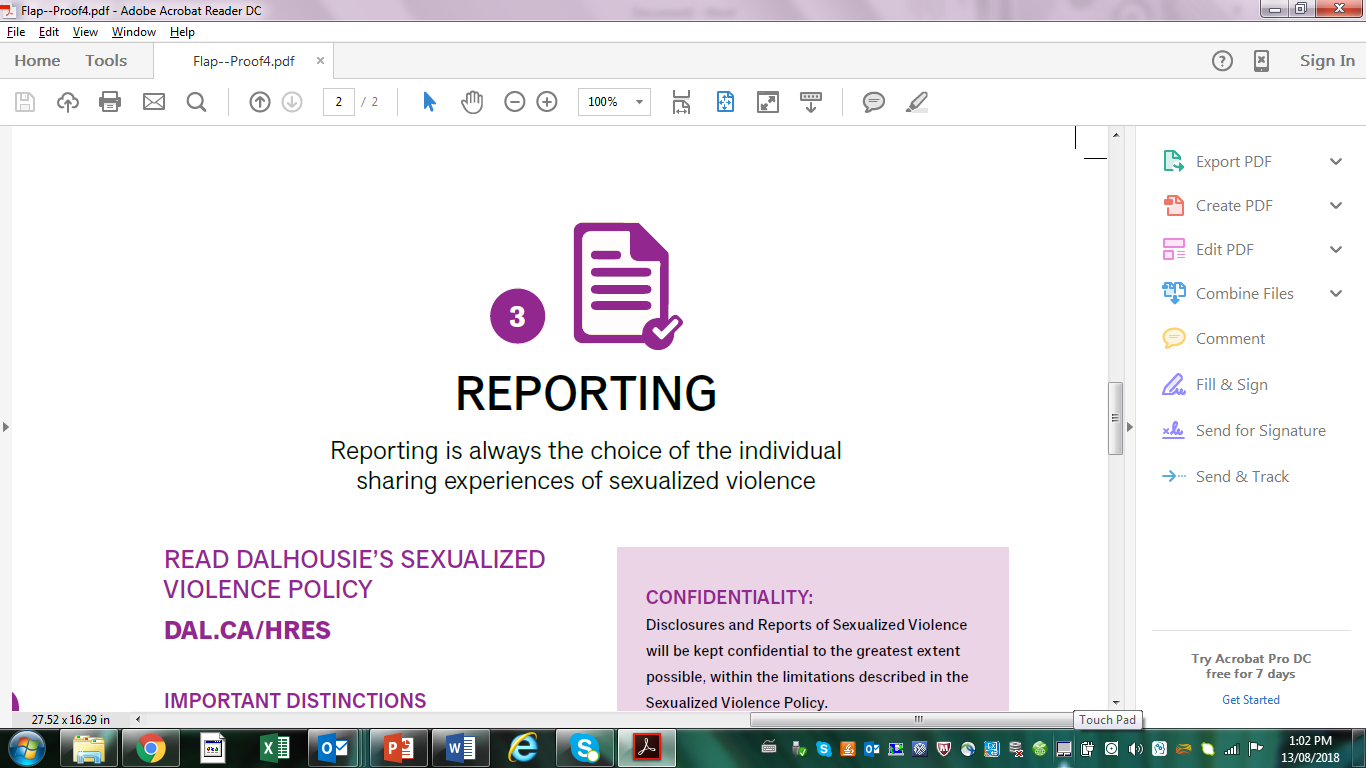 Flap--Proof4.pdf - Adobe Acrobat Reader DC
File Edit View Window Help
Home Tools Flap--Proof4.pdf × Sign In
2 / 2 100%
3
REPORTING
Reporting is always the choice of the individual
sharing experiences of sexualized violence
READ DALHOUSIE’S SEXUALIZED
VIOLENCE POLICY
DAL.CA/HRES
IMPORTANT DISTINCTIONS
CONFIDENTIALITY:
Disclosures and Reports of Sexualized Violence
will be kept confidential to the greatest extent
possible, within the limitations described in the
Sexualized Violence Policy.
Export PDF
Create PDF
Edit PDF
Combine Files
Comment
Fill & Sign
Send for Signature
Send & Track
Try Acrobat Pro DC
free for 7 days
Get Started
27.52 x 16.29 in
Touch Pad
1:02 PM
13/08/2018